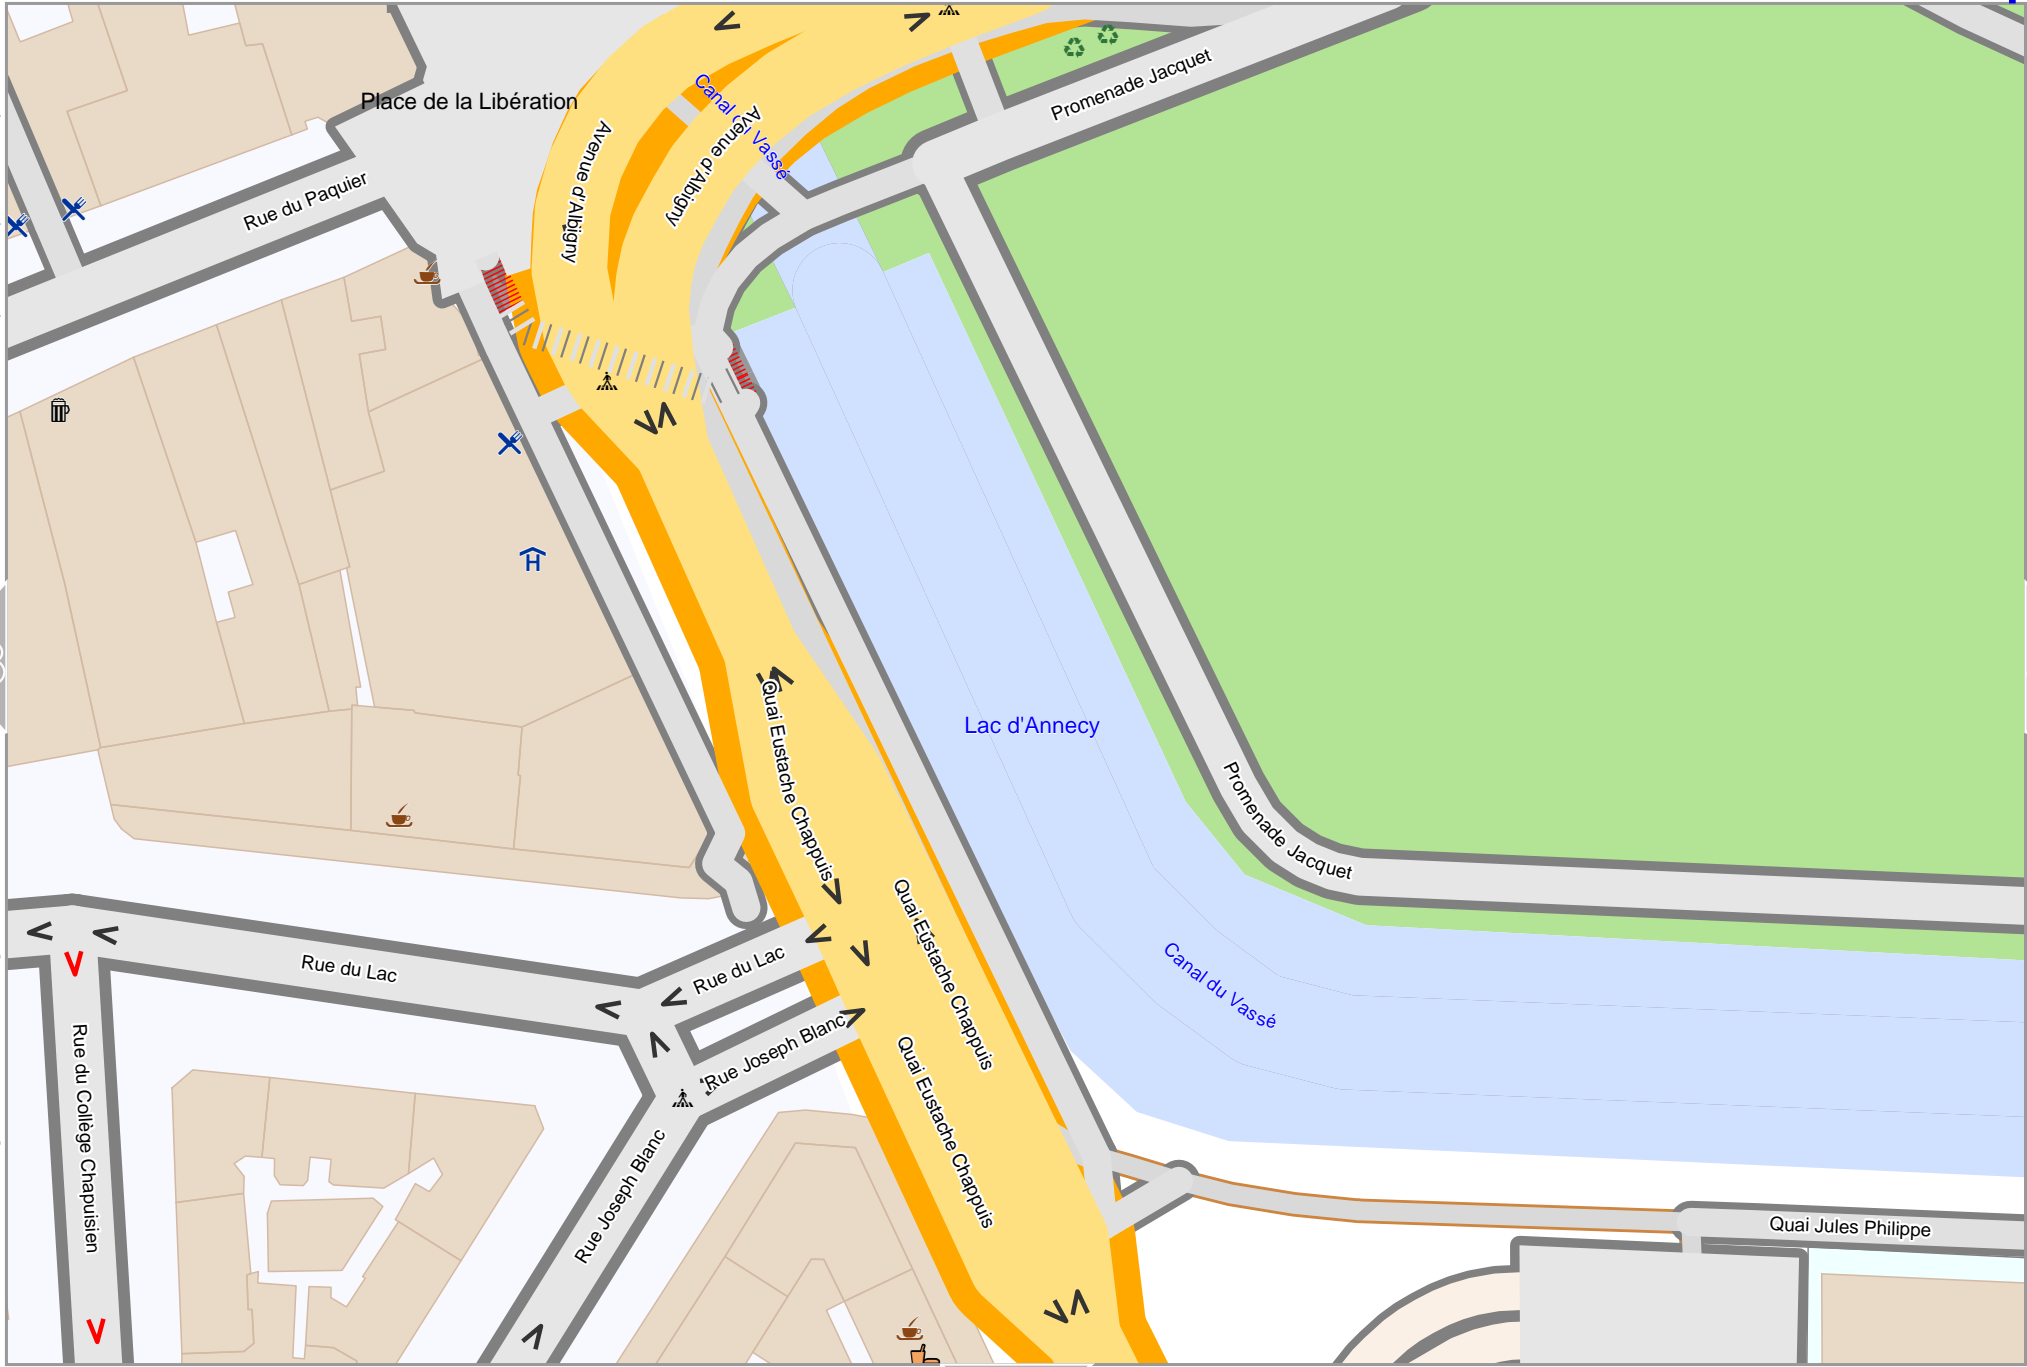 Place de la Libération
Promenade Jacquet
Canal du Vassé
Avenue d'Albigny
Avenue d'Albigny
Rue du Paquier
H
Lac d'Annecy
Quai Eustache Chappuis
Promenade Jacquet
Quai Eustache Chappuis
Canal du Vassé
Rue du Lac
Rue du Lac
Rue Joseph Blanc
Quai Eustache Chappuis
Rue du Collège Chapuisien
Rue Joseph Blanc
Quai Jules Philippe